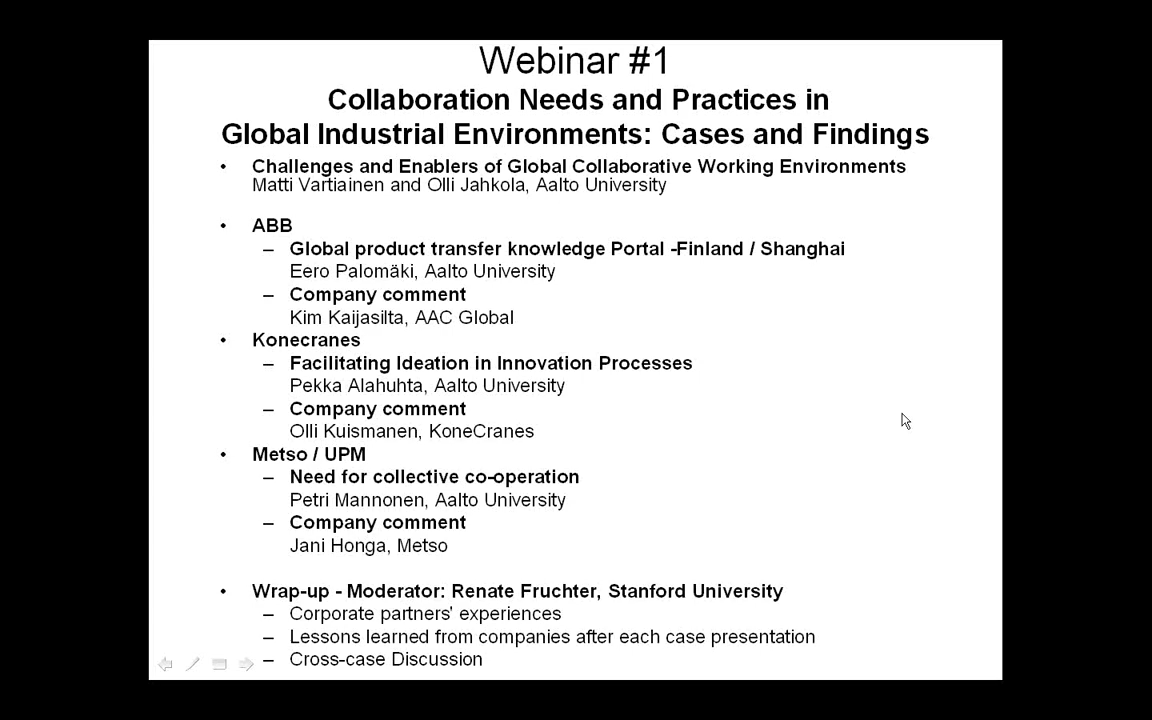 Webinar #1
Collaboration Needs and Practices in
Global Industrial Environments: Cases and Findings
• Challenges and Enablers of Global Collaborative Working Environments
Matti Vartiainen and Olli Jahkola, Aalto University
• ABB
– Global product transfer knowledge Portal -Finland / Shanghai
Eero Palomäki, Aalto University
– Company comment
Kim Kaijasilta, AAC Global
• Konecranes
– Facilitating Ideation in Innovation Processes
Pekka Alahuhta, Aalto University
– Company comment
Olli Kuismanen, KoneCranes
• Metso / UPM
– Need for collective co-operation
Petri Mannonen, Aalto University
– Company comment
Jani Honga, Metso
• Wrap-up - Moderator: Renate Fruchter, Stanford University
– Corporate partners' experiences
– Lessons learned from companies after each case presentation
– Cross-case Discussion